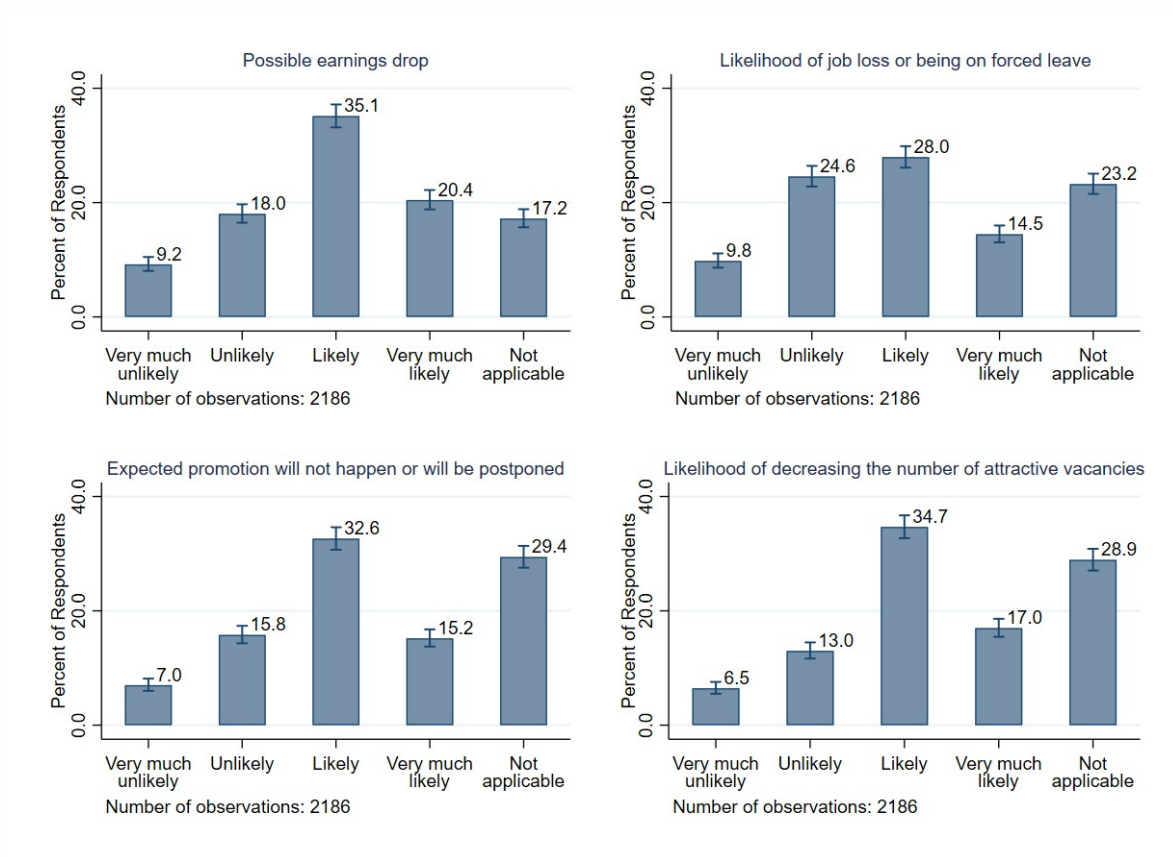 Possible earnings drop
Percent of Respondents
40.0
20.0
0.0
9.2
18.0
35.1
20.4
17.2
Very much unlikely
Unlikely
Likely
Very much likely
Not applicable
Number of observations: 2186
Likelihood of job loss or being on forced leave
Percent of Respondents
40.0
20.0
0.0
9.8
24.6
28.0
14.5
23.2
Very much unlikely
Unlikely
Likely
Very much likely
Not applicable
Number of observations: 2186
Expected promotion will not happen or will be postponed
Percent of Respondents
40.0
20.0
0.0
7.0
15.8
32.6
15.2
29.4
Very much unlikely
Unlikely
Likely
Very much likely
Not applicable
Number of observations: 2186
Likelihood of decreasing the number of attractive vacancies
Percent of Respondents
40.0
20.0
0.0
6.5
13.0
34.7
17.0
28.9
Very much unlikely
Unlikely
Likely
Very much likely
Not applicable
Number of observations: 2186